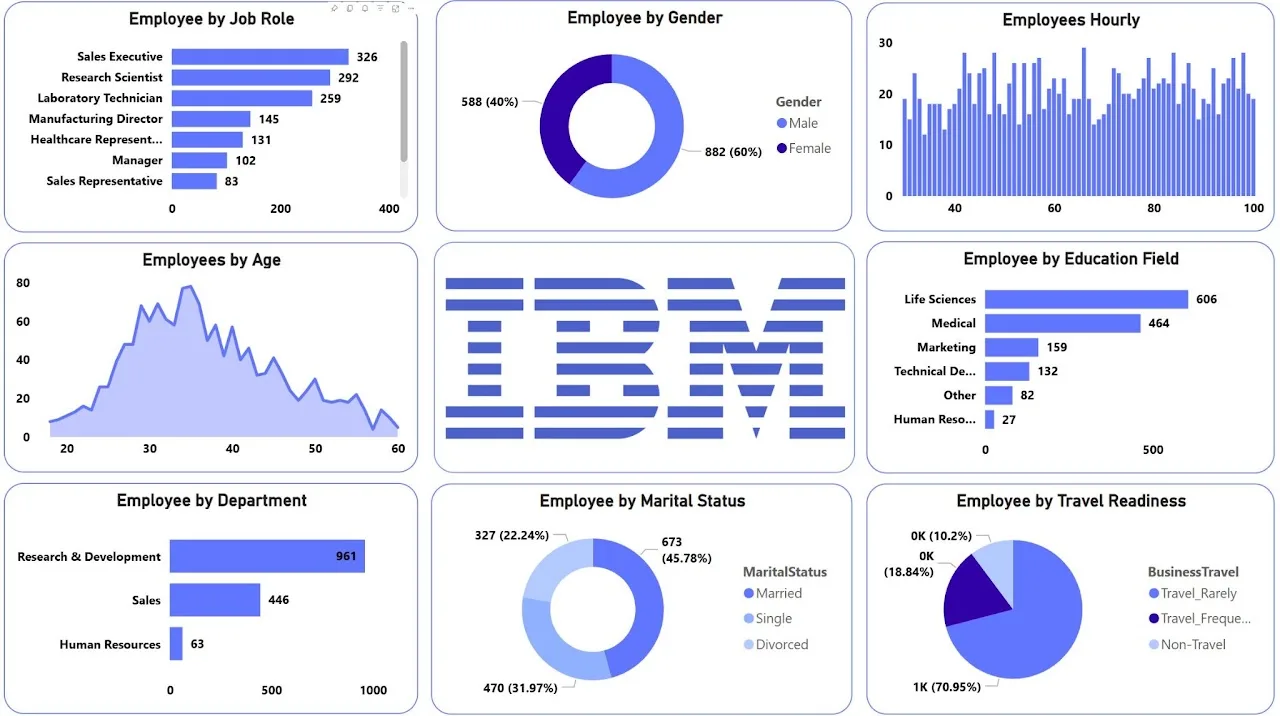 Employee by Job Role
Sales Executive 326
Research Scientist 292
Laboratory Technician 259
Manufacturing Director 145
Healthcare Represent... 131
Manager 102
Sales Representative 83
0 200 400
Employee by Gender
588 (40%)
882 (60%)
Gender
Male
Female
Employees Hourly
30
20
10
0
40 60 80 100
Employees by Age
80
60
40
20
0
20 30 40 50 60
IBM
Employee by Education Field
Life Sciences 606
Medical 464
Marketing 159
Technical De... 132
Other 82
Human Reso... 27
0 500
Employee by Department
Research & Development 961
Sales 446
Human Resources 63
0 500 1000
Employee by Marital Status
327 (22.24%)
673
(45.78%)
470 (31.97%)
MaritalStatus
Married
Single
Divorced
Employee by Travel Readiness
0K (10.2%)
0K
(18.84%)
1K (70.95%)
BusinessTravel
Travel_Rarely
Travel_Freque...
Non-Travel